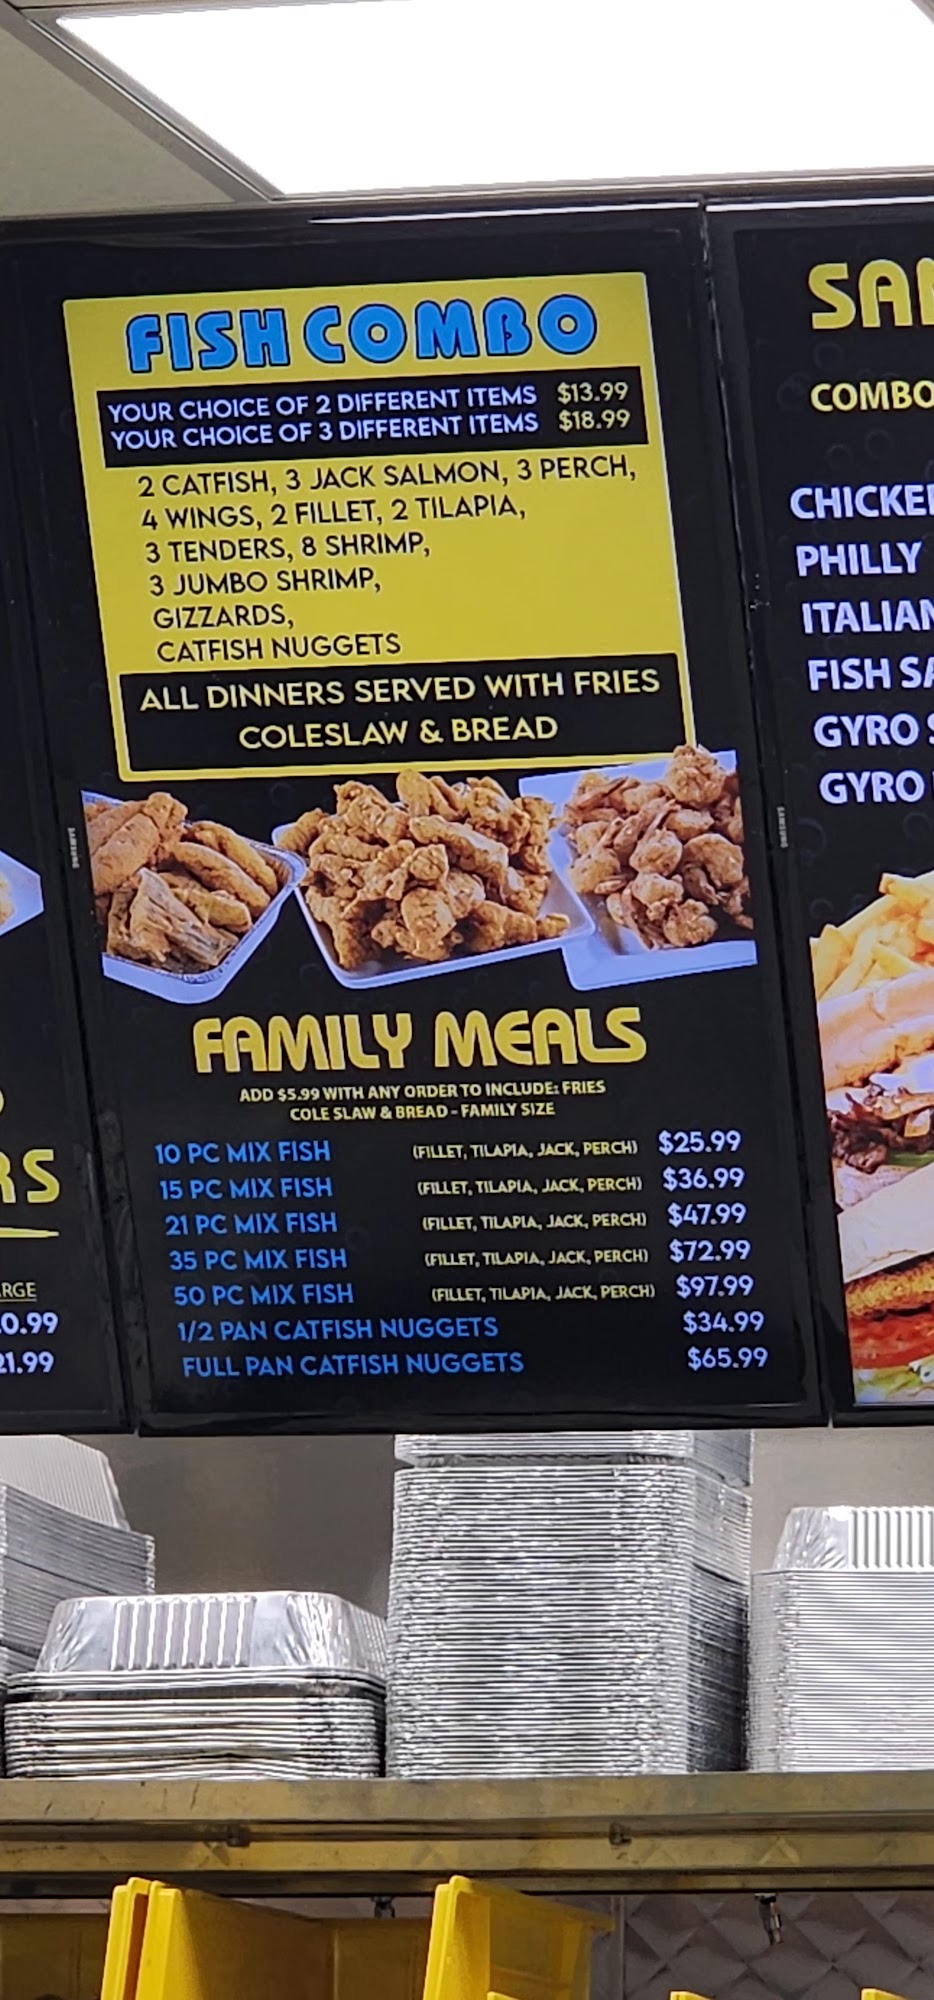 FISH COMBO
YOUR CHOICE OF 2 DIFFERENT ITEMS $13.99
YOUR CHOICE OF 3 DIFFERENT ITEMS $18.99
2 CATFISH, 3 JACK SALMON, 3 PERCH,
4 WINGS, 2 FILLET, 2 TILAPIA,
3 TENDERS, 8 SHRIMP,
3 JUMBO SHRIMP,
GIZZARDS,
CATFISH NUGGETS
ALL DINNERS SERVED WITH FRIES
COLESLAW & BREAD
SAMSUNG
SAMSUNG
FAMILY MEALS
ADD $5.99 WITH ANY ORDER TO INCLUDE: FRIES
COLE SLAW & BREAD - FAMILY SIZE
10 PC MIX FISH (FILLET, TILAPIA, JACK, PERCH) $25.99
15 PC MIX FISH (FILLET, TILAPIA, JACK, PERCH) $36.99
21 PC MIX FISH (FILLET, TILAPIA, JACK, PERCH) $47.99
35 PC MIX FISH (FILLET, TILAPIA, JACK, PERCH) $72.99
50 PC MIX FISH (FILLET, TILAPIA, JACK, PERCH) $97.99
1/2 PAN CATFISH NUGGETS $34.99
FULL PAN CATFISH NUGGETS $65.99
COMBO
PHILLY
ITALIAN
FISH
GYRO
GYRO